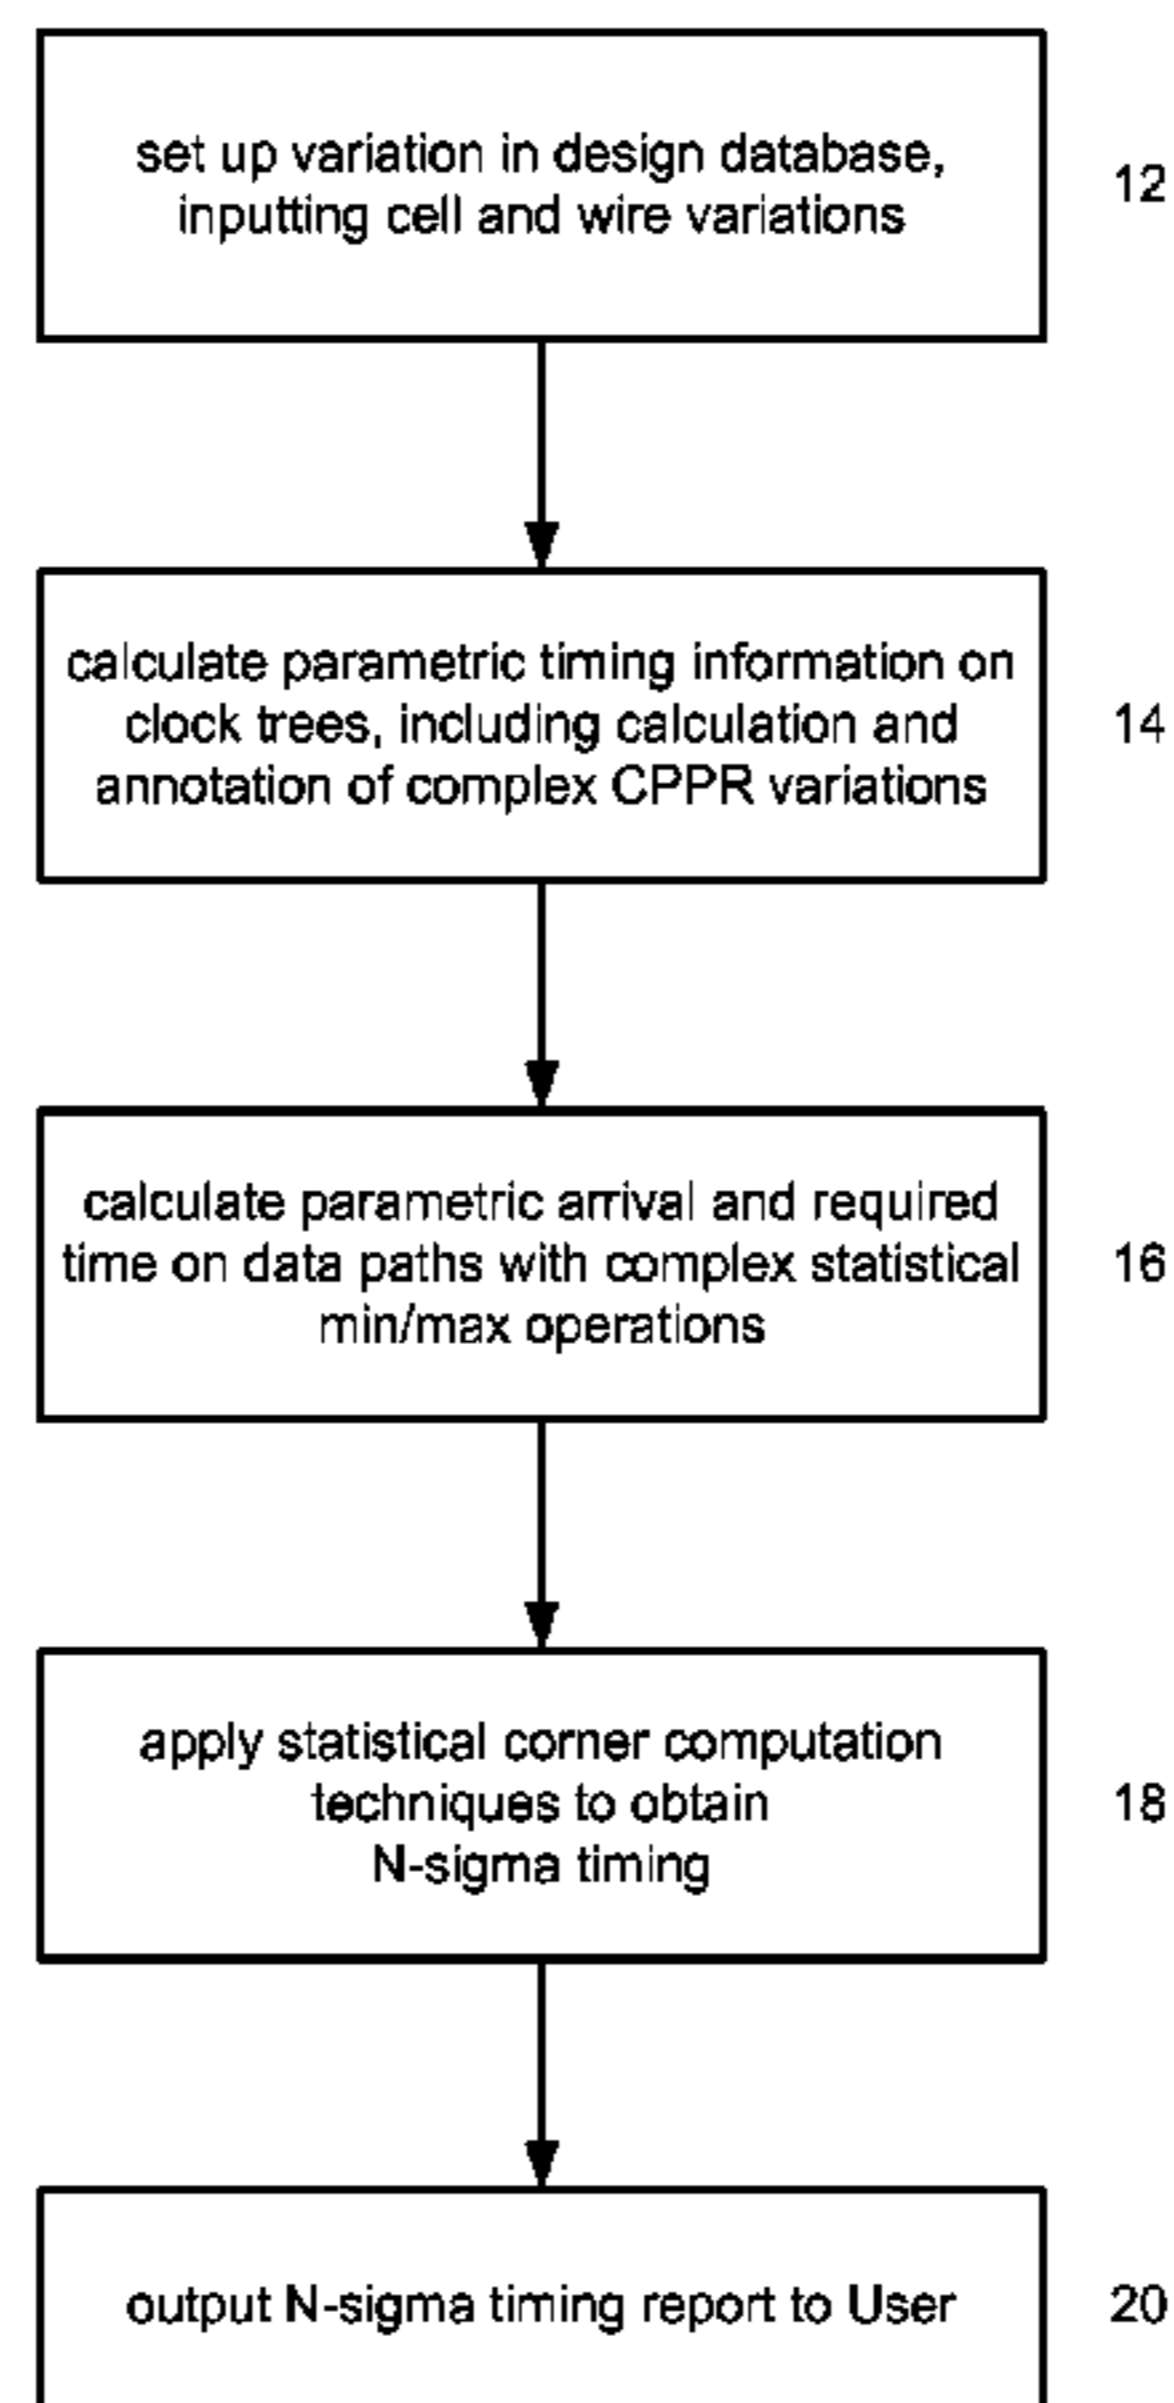 set up variation in design database,
inputting cell and wire variations
12
calculate parametric timing information on
clock trees, including calculation and
annotation of complex CPPR variations
14
calculate parametric arrival and required
time on data paths with complex statistical
min/max operations
16
apply statistical corner computation
techniques to obtain
N-sigma timing
18
output N-sigma timing report to User
20